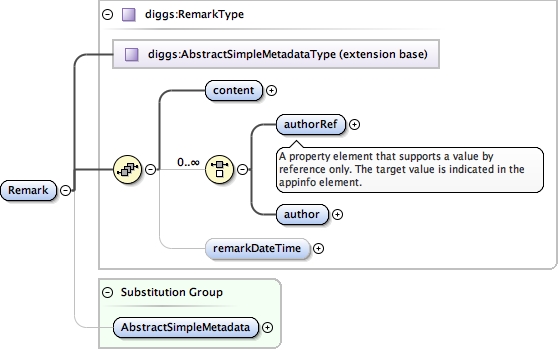 diggs:RemarkType
diggs:AbstractSimpleMetadataType (extension base)
content
authorRef
0..∞
A property element that supports a value by
reference only. The target value is indicated in the
appinfo element.
Remark
author
remarkDateTime
Substitution Group
AbstractSimpleMetadata